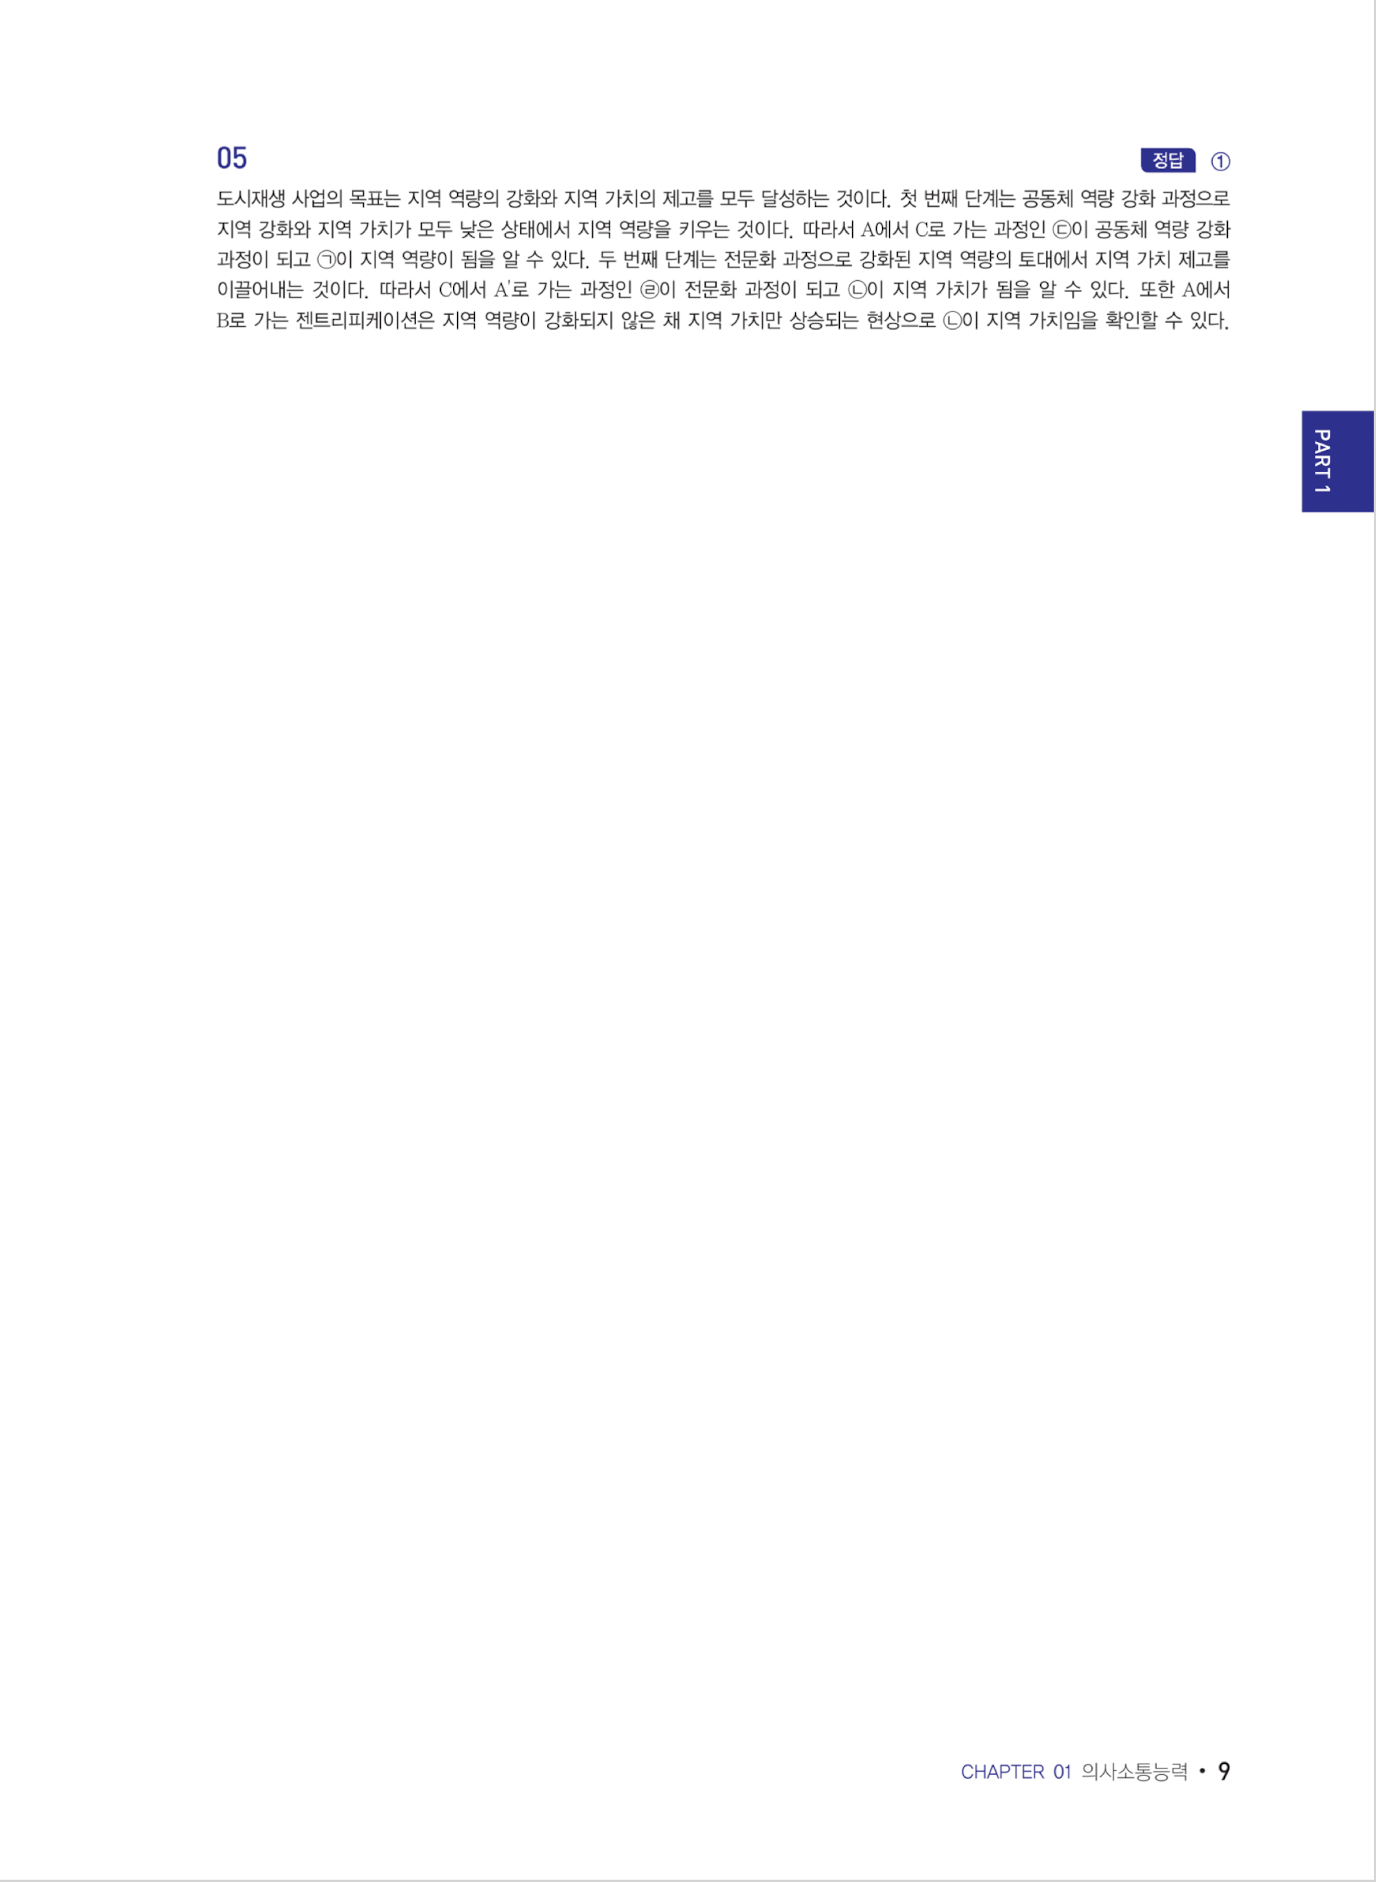 05
정답 ①
도시재생 사업의 목표는 지역 역량의 강화와 지역 가치의 제고를 모두 달성하는 것이다. 첫 번째 단계는 공동체 역량 강화 과정으로
지역 강화와 지역 가치가 모두 낮은 상태에서 지역 역량을 키우는 것이다. 따라서 A에서 C로 가는 과정인 ㉢이 공동체 역량 강화
과정이 되고 ㉠이 지역 역량이 됨을 알 수 있다. 두 번째 단계는 전문화 과정으로 강화된 지역 역량의 토대에서 지역 가치 제고를
이끌어내는 것이다. 따라서 C에서 A'로 가는 과정인 ㉣이 전문화 과정이 되고 ㉡이 지역 가치가 됨을 알 수 있다. 또한 A에서
B로 가는 젠트리피케이션은 지역 역량이 강화되지 않은 채 지역 가치만 상승되는 현상으로 ㉡이 지역 가치임을 확인할 수 있다.
PART 1
CHAPTER 01 의사소통능력 • 9